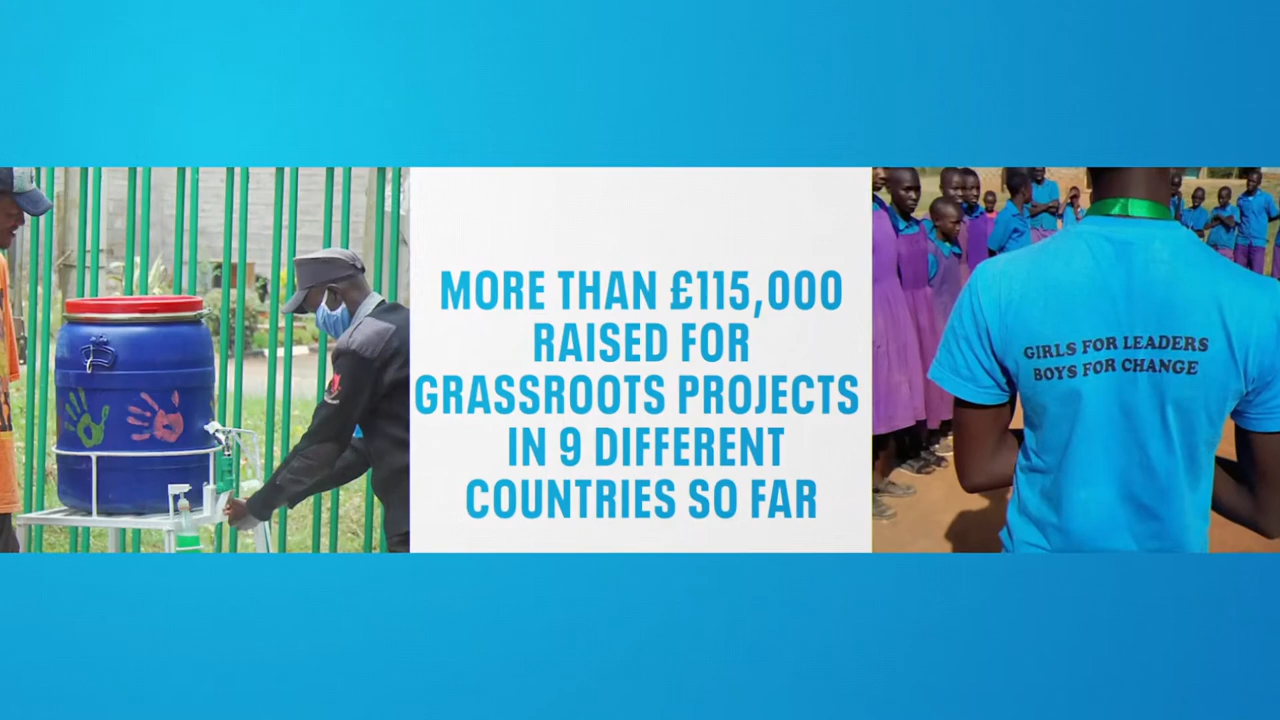 MORE THAN £115,000
RAISED FOR
GRASSROOTS PROJECTS
IN 9 DIFFERENT
COUNTRIES SO FAR
GIRLS FOR LEADERS
BOYS FOR CHANGE